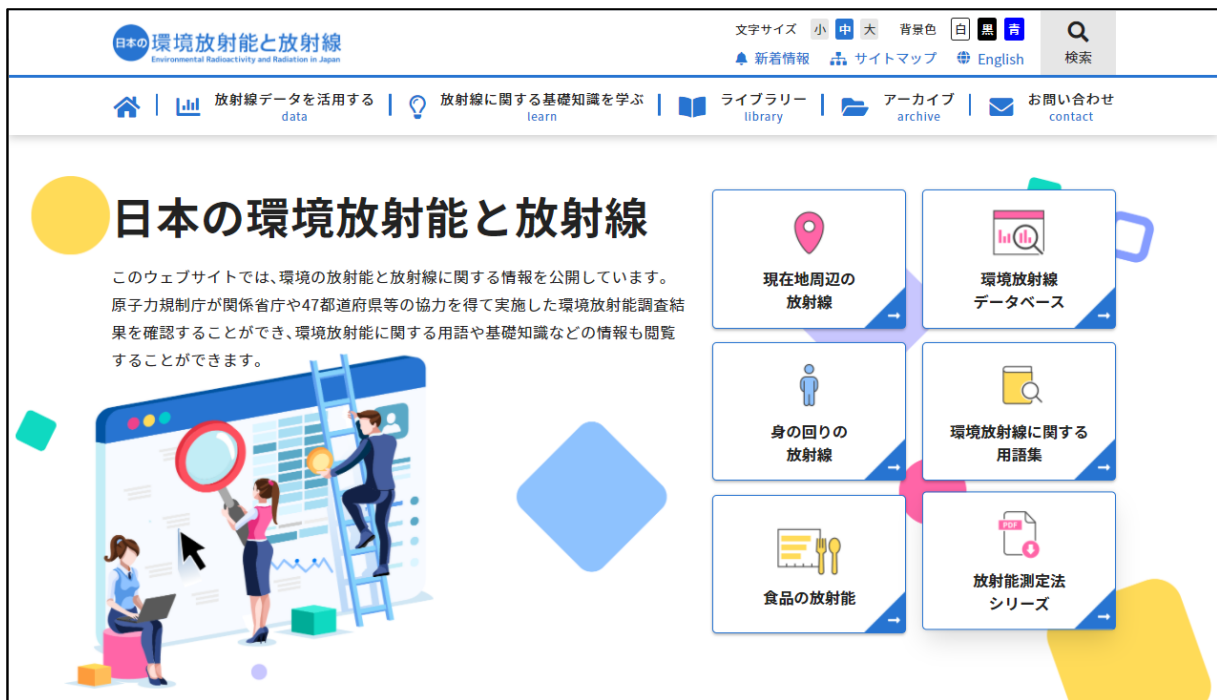 文字サイズ 小 中 大 背景色 白 黒 青
日本の環境放射能と放射線
Environmental Radioactivity and Radiation in Japan
新着情報 サイトマップ English
検索
放射線データを活用する
data
放射線に関する基礎知識を学ぶ
learn
ライブラリー
library
アーカイブ
archive
お問い合わせ
contact
日本の環境放射能と放射線
このウェブサイトでは、環境の放射能と放射線に関する情報を公開しています。
原子力規制庁が関係省庁や47都道府県等の協力を得て実施した環境放射能調査結
果を確認することができ、環境放射能に関する用語や基礎知識などの情報も閲覧
することができます。
現在地周辺の
放射線
環境放射線
データベース
身の回りの
放射線
環境放射線に関する
用語集
食品の放射能
PDF
放射能測定法
シリーズ